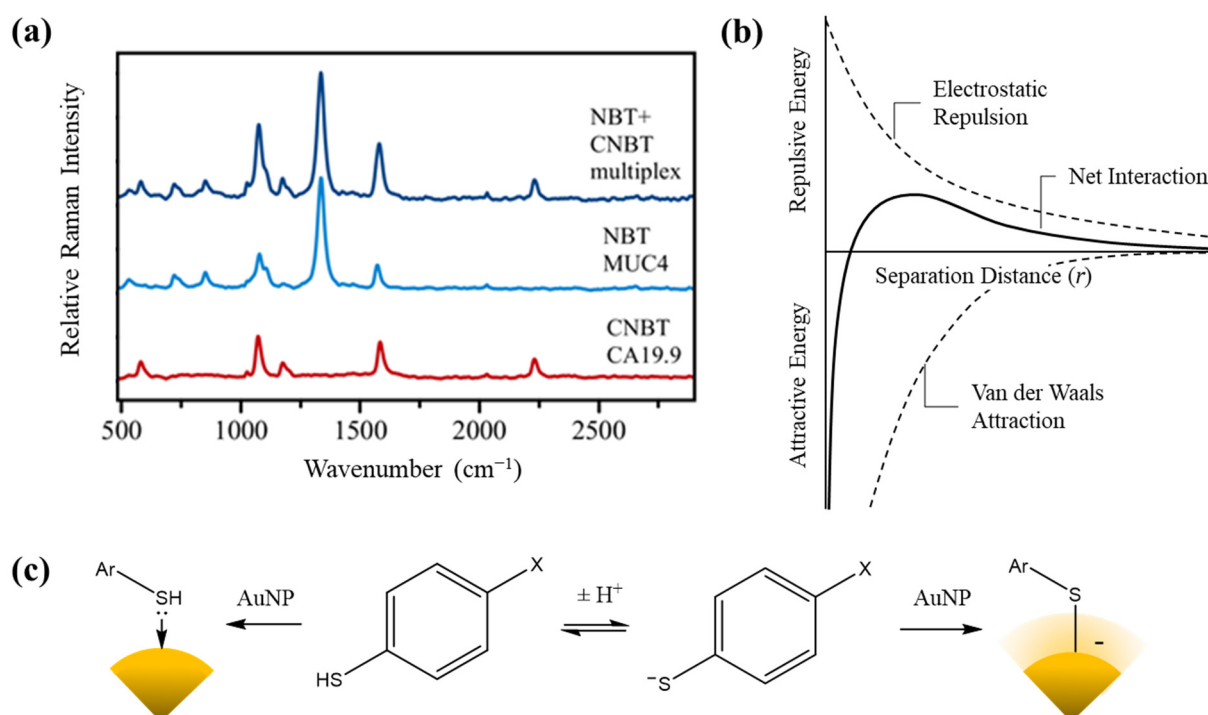 (a)
Relative Raman Intensity
NBT+
CNBT
multiplex
NBT
MUC4
CNBT
CA19.9
500 1000 1500 2000 2500
Wavenumber (cm⁻¹)
(b)
Repulsive Energy
Attractive Energy
Electrostatic
Repulsion
Net Interaction
Separation Distance (r)
Van der Waals
Attraction
(c)
Ar
SH
AuNP
X
HS
± H⁺
X
⁻S
AuNP
Ar
S
-